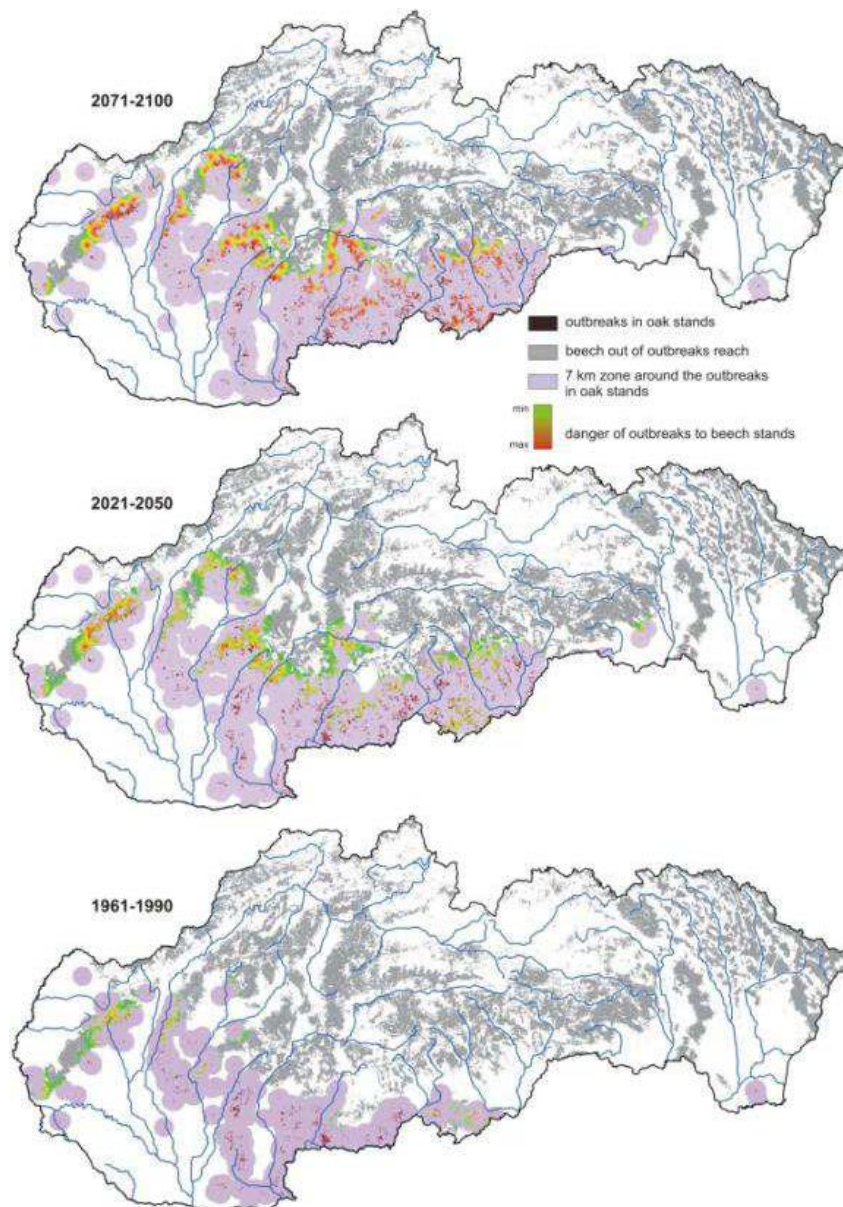 2071-2100
outbreaks in oak stands
beech out of outbreaks reach
7 km zone around the outbreaks
in oak stands
min
max
danger of outbreaks to beech stands
2021-2050
1961-1990